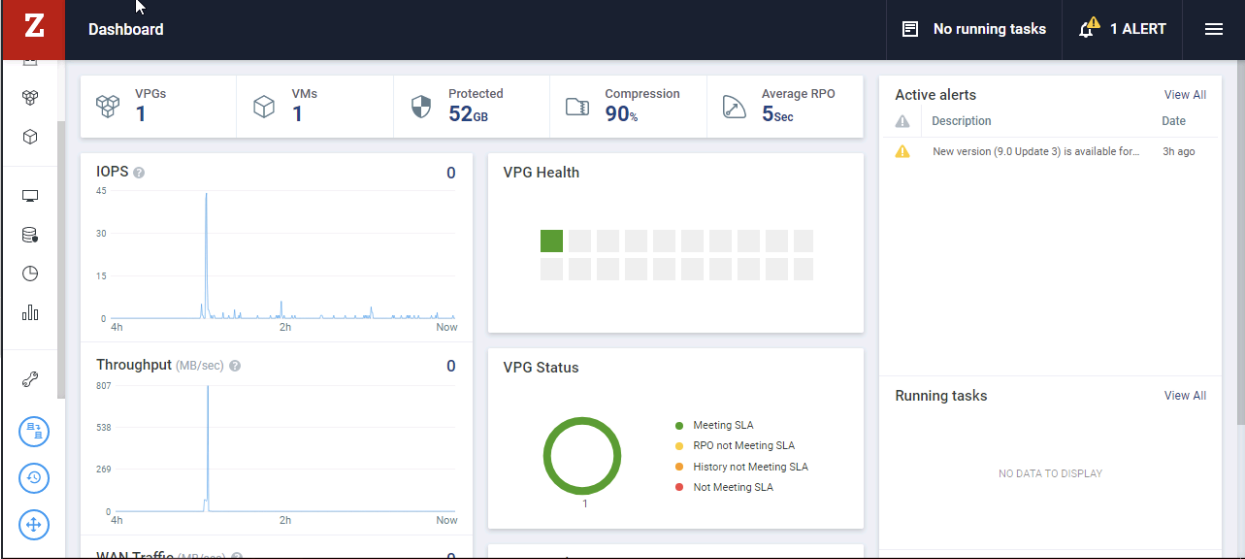 Z
Dashboard
No running tasks
1 ALERT
VPGs
1
VMs
1
Protected
52GB
Compression
90%
Average RPO
5Sec
IOPS ?
0
45
30
15
0
4h
2h
Now
Throughput (MB/sec) ?
0
807
538
269
0
4h
2h
Now
WAN Traffic (MB/sec) ?
0
VPG Health
VPG Status
1
Meeting SLA
RPO not Meeting SLA
History not Meeting SLA
Not Meeting SLA
Active alerts
View All
Description
Date
New version (9.0 Update 3) is available for...
3h ago
Running tasks
View All
NO DATA TO DISPLAY